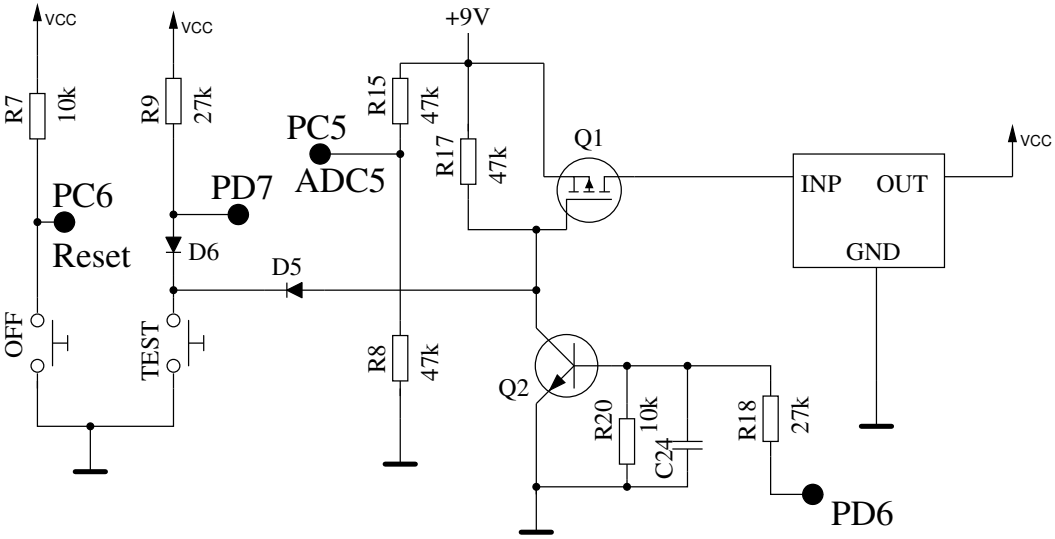 VCC
VCC
+9V
R7
10k
R9
27k
R15
47k
PC5
ADC5
R17
47k
Q1
VCC
INP OUT
GND
PC6
Reset
PD7
D6
D5
OFF
TEST
R8
47k
Q2
R20
10k
C24
R18
27k
PD6